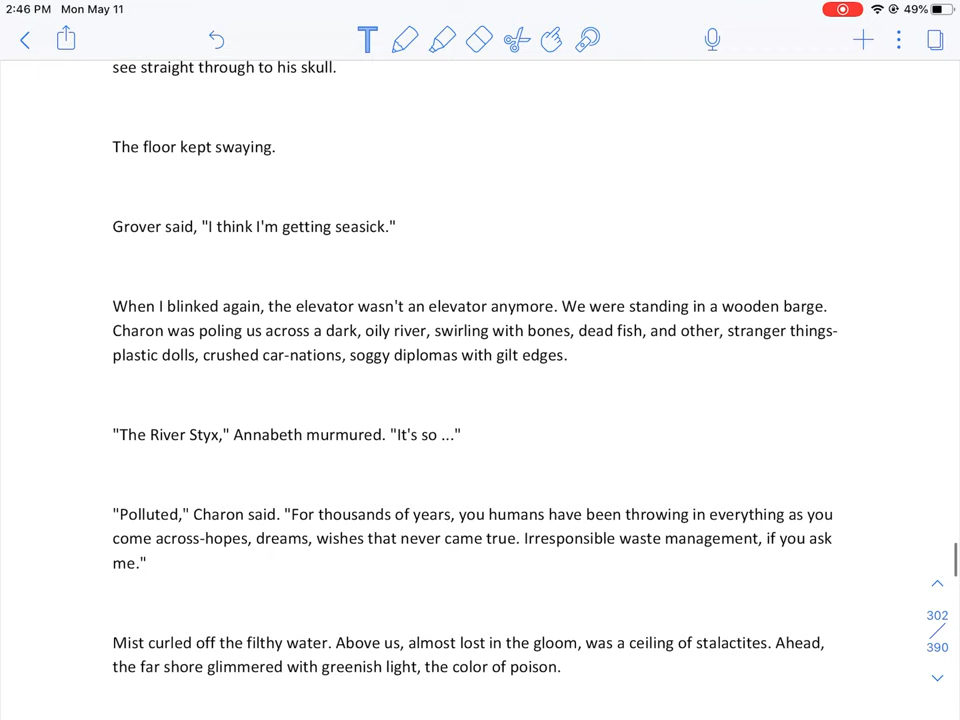 2:46 PM Mon May 11
49%
see straight through to his skull.
The floor kept swaying.
Grover said, "I think I'm getting seasick."
When I blinked again, the elevator wasn't an elevator anymore. We were standing in a wooden barge.
Charon was poling us across a dark, oily river, swirling with bones, dead fish, and other, stranger things-
plastic dolls, crushed car-nations, soggy diplomas with gilt edges.
"The River Styx," Annabeth murmured. "It's so ..."
"Polluted," Charon said. "For thousands of years, you humans have been throwing in everything as you
come across-hopes, dreams, wishes that never came true. Irresponsible waste management, if you ask
me."
302
/
390
Mist curled off the filthy water. Above us, almost lost in the gloom, was a ceiling of stalactites. Ahead,
the far shore glimmered with greenish light, the color of poison.